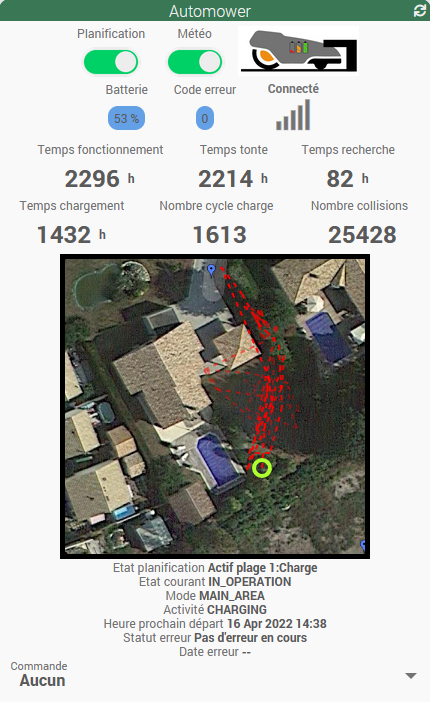 Automower
Planification Météo
Batterie Code erreur Connecté
53 % 0
Temps fonctionnement Temps tonte Temps recherche
2296 h 2214 h 82 h
Temps chargement Nombre cycle charge Nombre collisions
1432 h 1613 25428
Etat planification Actif plage 1:Charge
Etat courant IN_OPERATION
Mode MAIN_AREA
Activité CHARGING
Heure prochain départ 16 Apr 2022 14:38
Statut erreur Pas d'erreur en cours
Date erreur --
Commande
Aucun